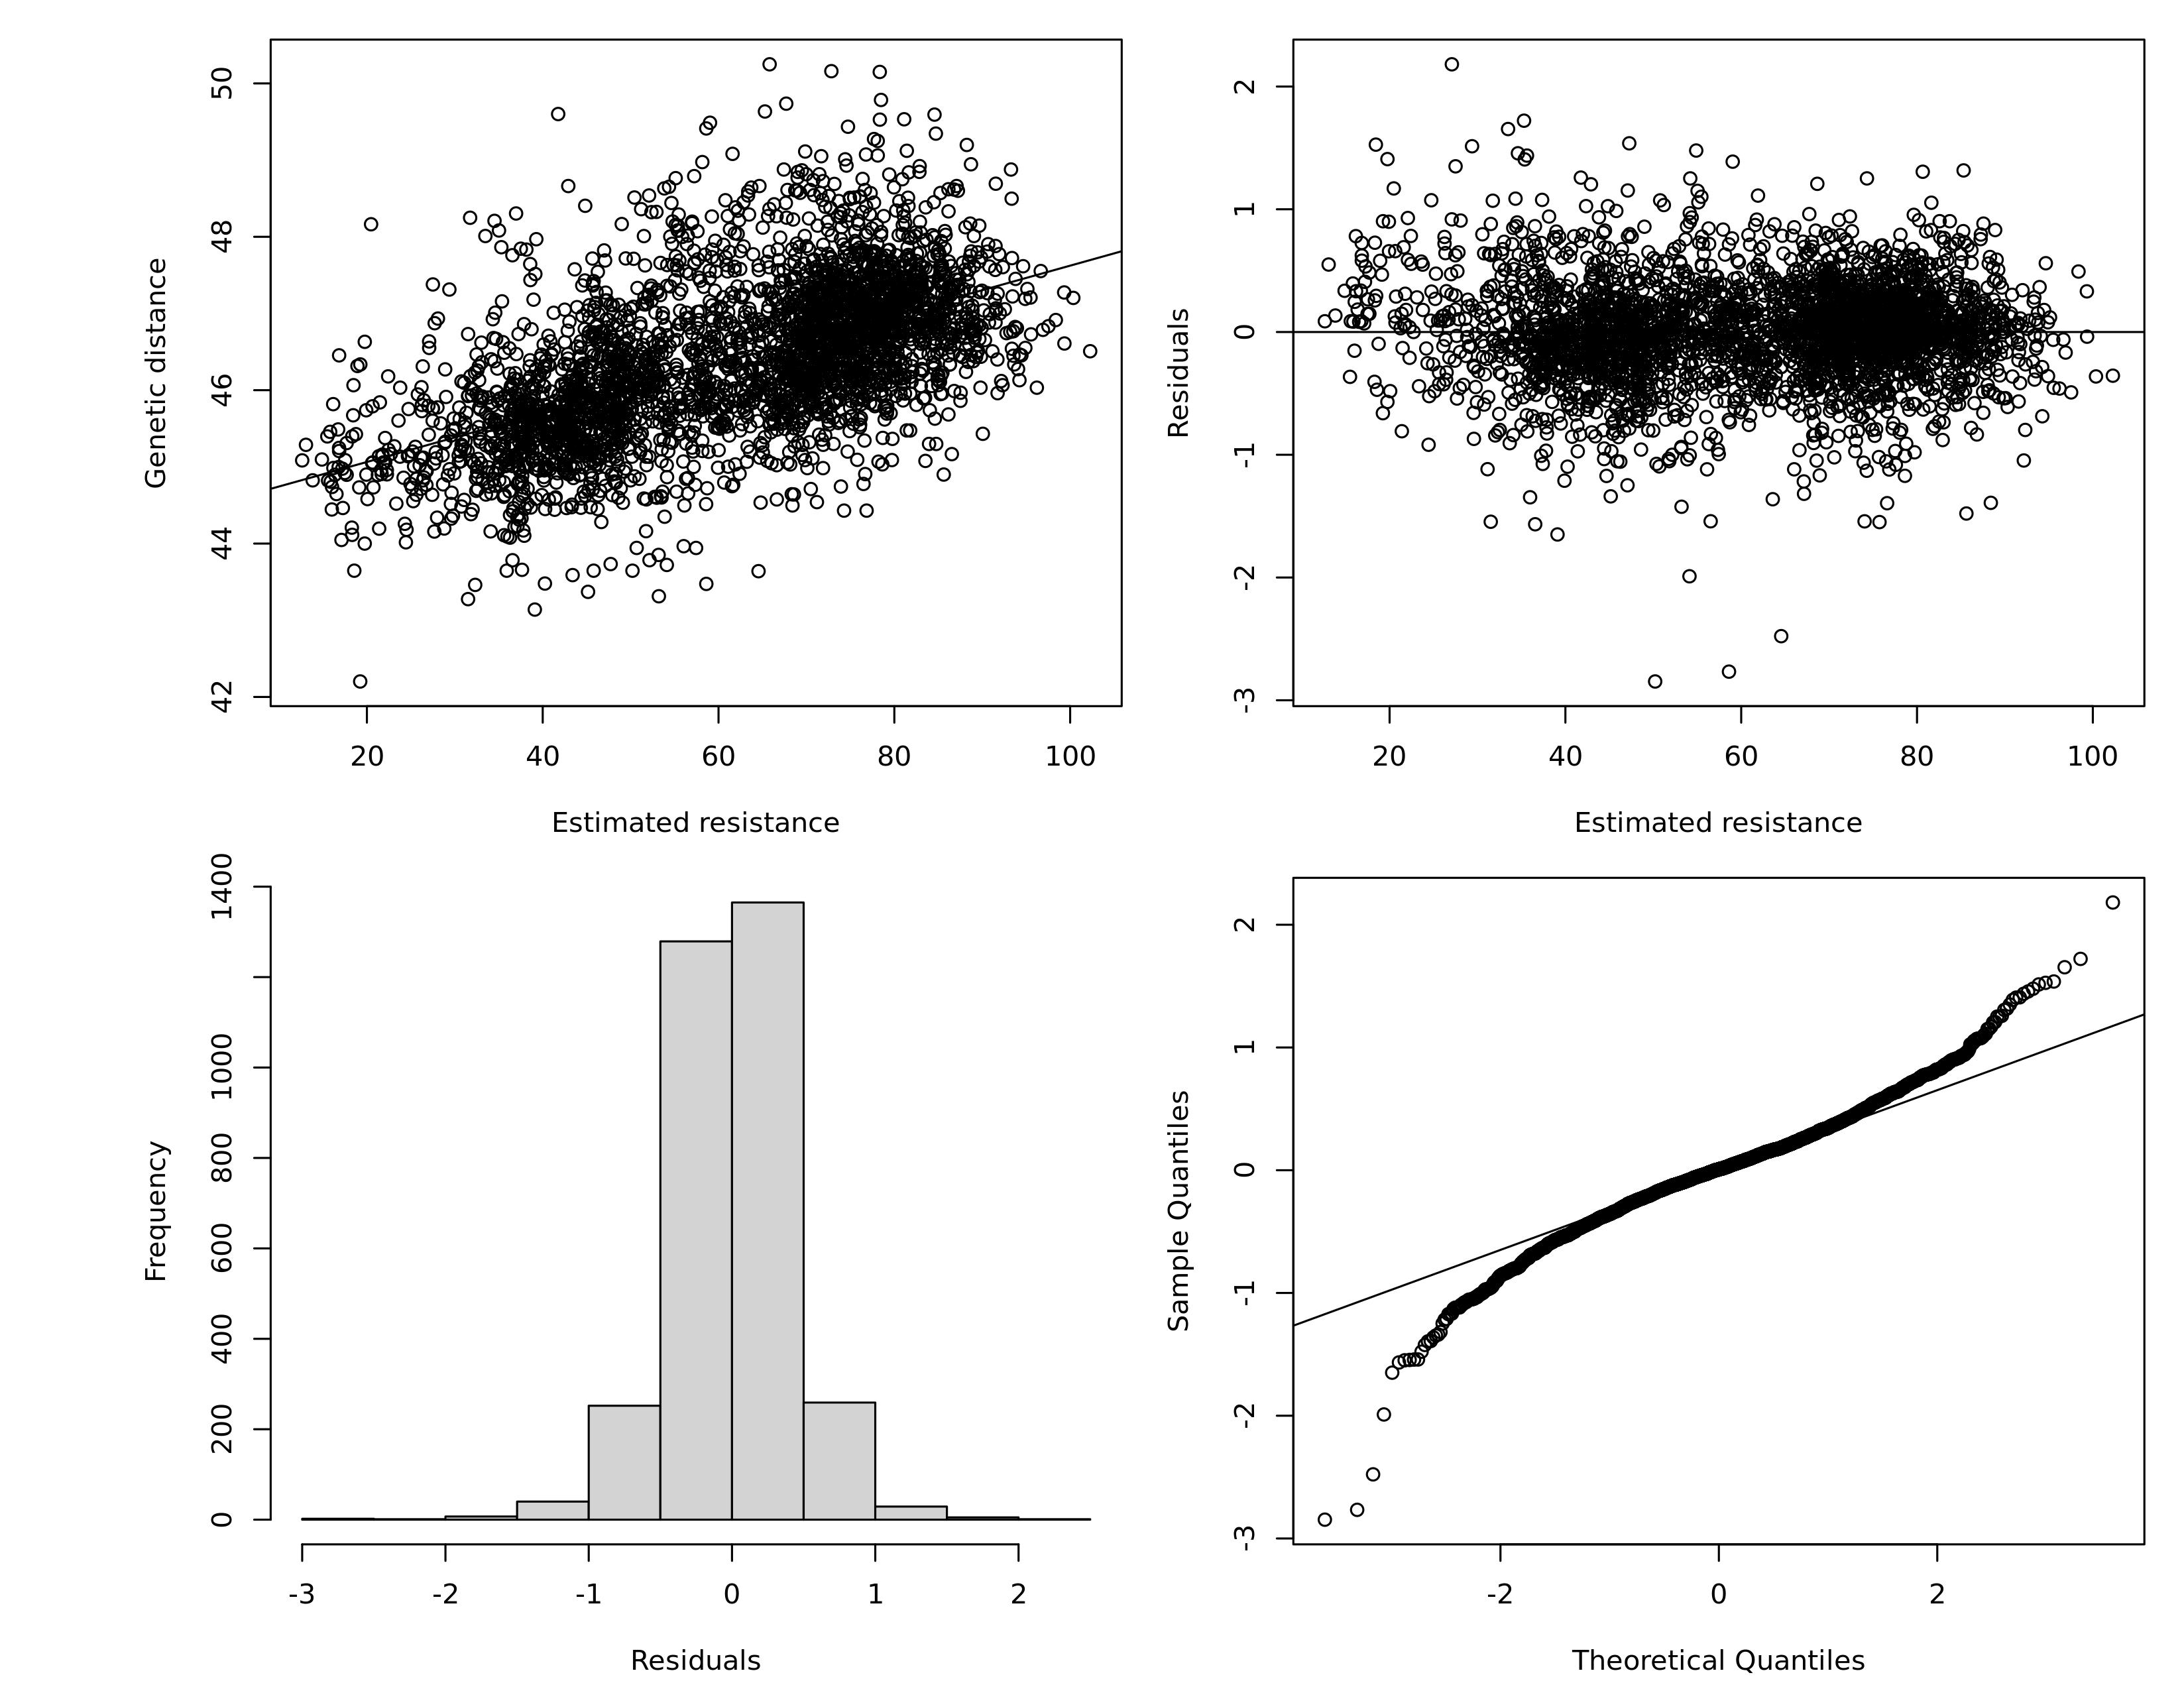 Genetic distance
50
48
46
44
42
20 40 60 80 100
Estimated resistance
Residuals
2
1
0
-1
-2
-3
20 40 60 80 100
Estimated resistance
Frequency
1400
1000
800
600
400
200
0
-3 -2 -1 0 1 2
Residuals
Sample Quantiles
2
1
0
-1
-2
-3
-2 0 2
Theoretical Quantiles